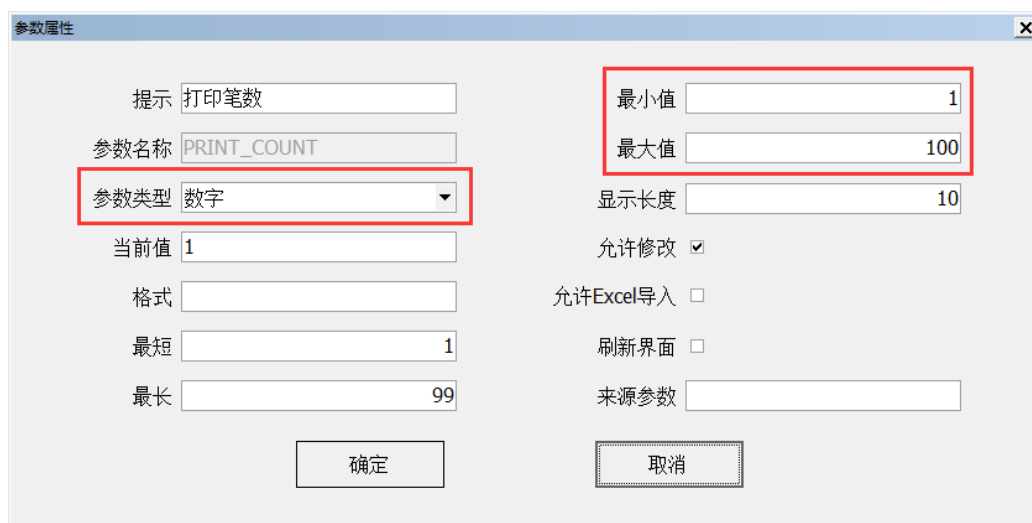 参数属性
提示 打印笔数 最小值 1
参数名称 PRINT_COUNT 最大值 100
参数类型 数字 显示长度 10
当前值 1 允许修改
格式 允许Excel导入
最短 1 刷新界面
最长 99 来源参数
确定 取消